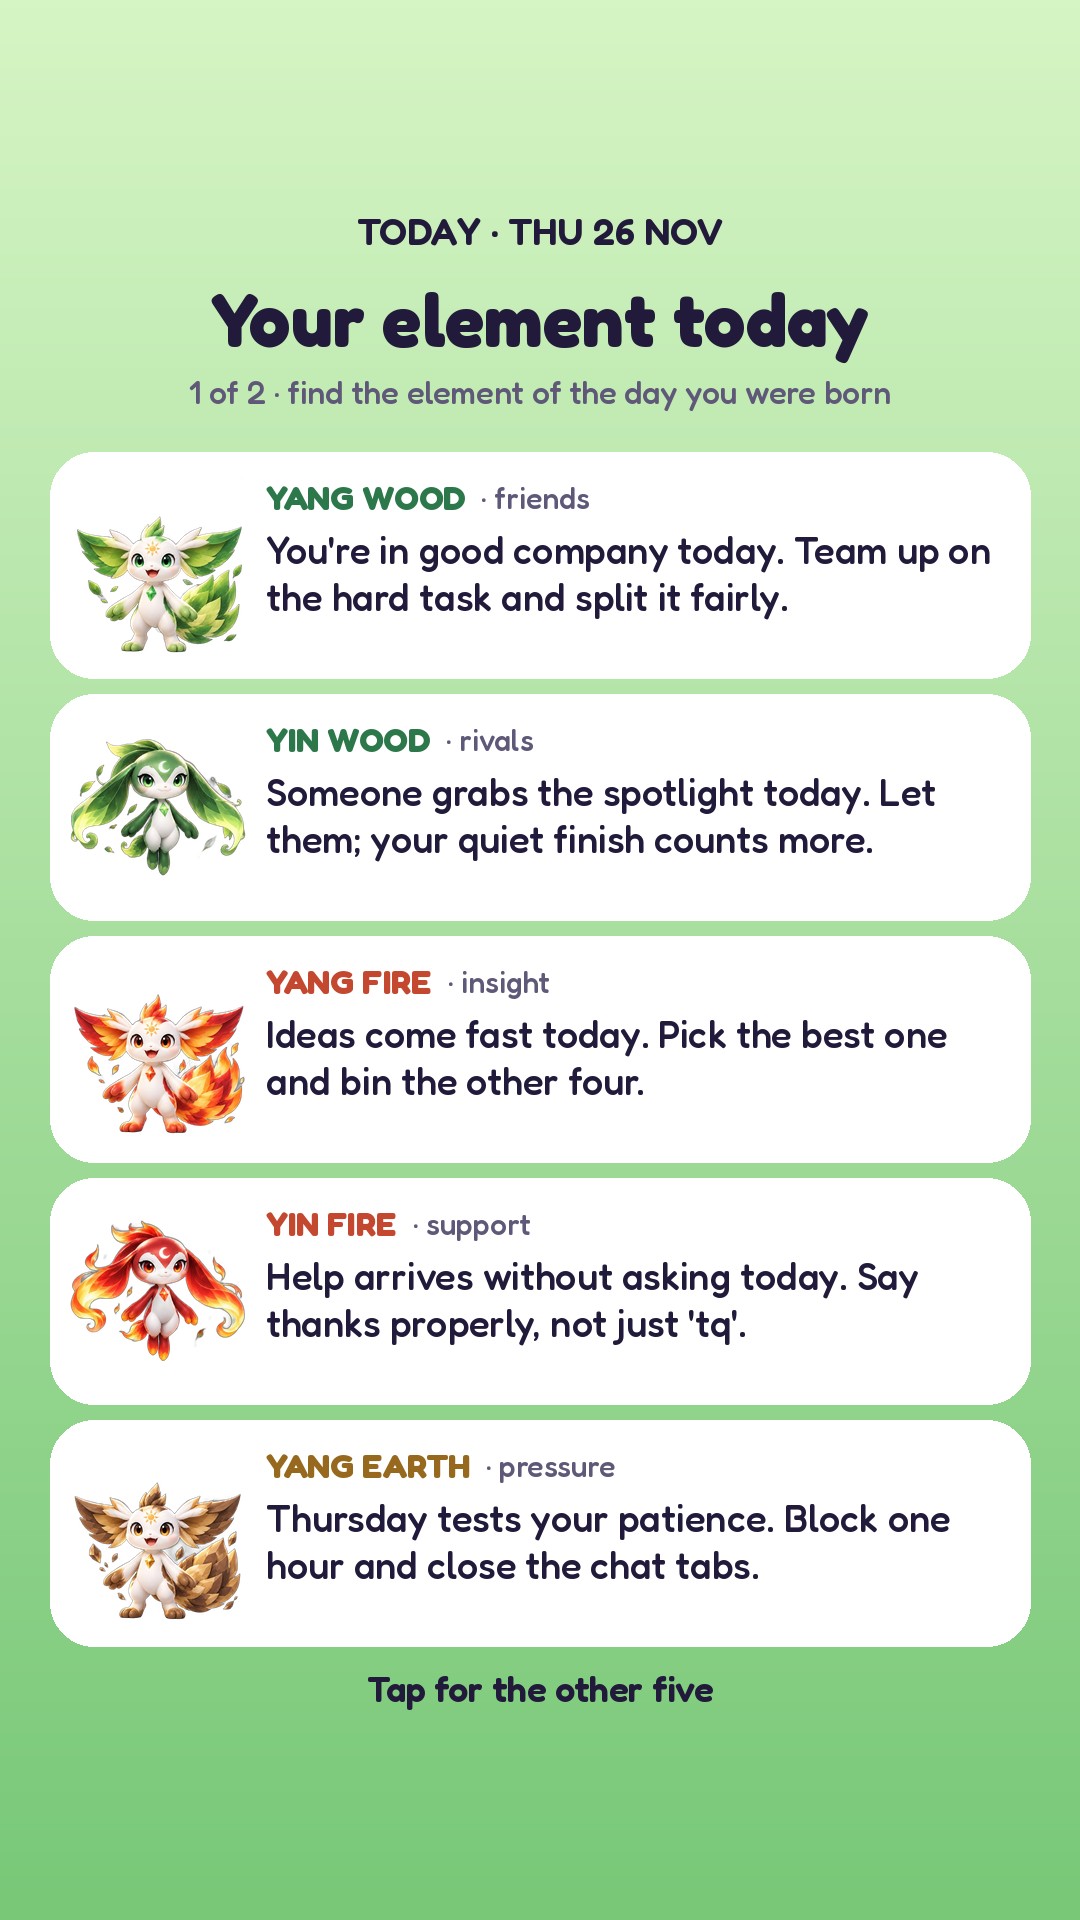 TODAY · THU 26 NOV
Your element today
1 of 2 · find the element of the day you were born
YANG WOOD · friends
You're in good company today. Team up on
the hard task and split it fairly.
YIN WOOD · rivals
Someone grabs the spotlight today. Let
them; your quiet finish counts more.
YANG FIRE · insight
Ideas come fast today. Pick the best one
and bin the other four.
YIN FIRE · support
Help arrives without asking today. Say
thanks properly, not just 'tq'.
YANG EARTH · pressure
Thursday tests your patience. Block one
hour and close the chat tabs.
Tap for the other five